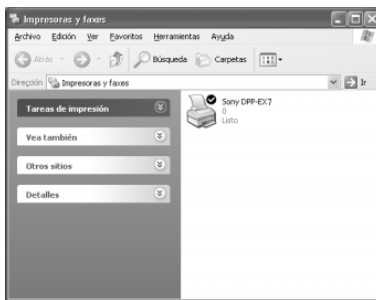 Impresoras y faxes
Archivo Edición Ver Favoritos Herramientas Ayuda
Atrás Búsqueda Carpetas
Dirección Impresoras y faxes Ir
Tareas de impresión
Vea también
Otros sitios
Detalles
Sony DPP-EX7
0
Listo